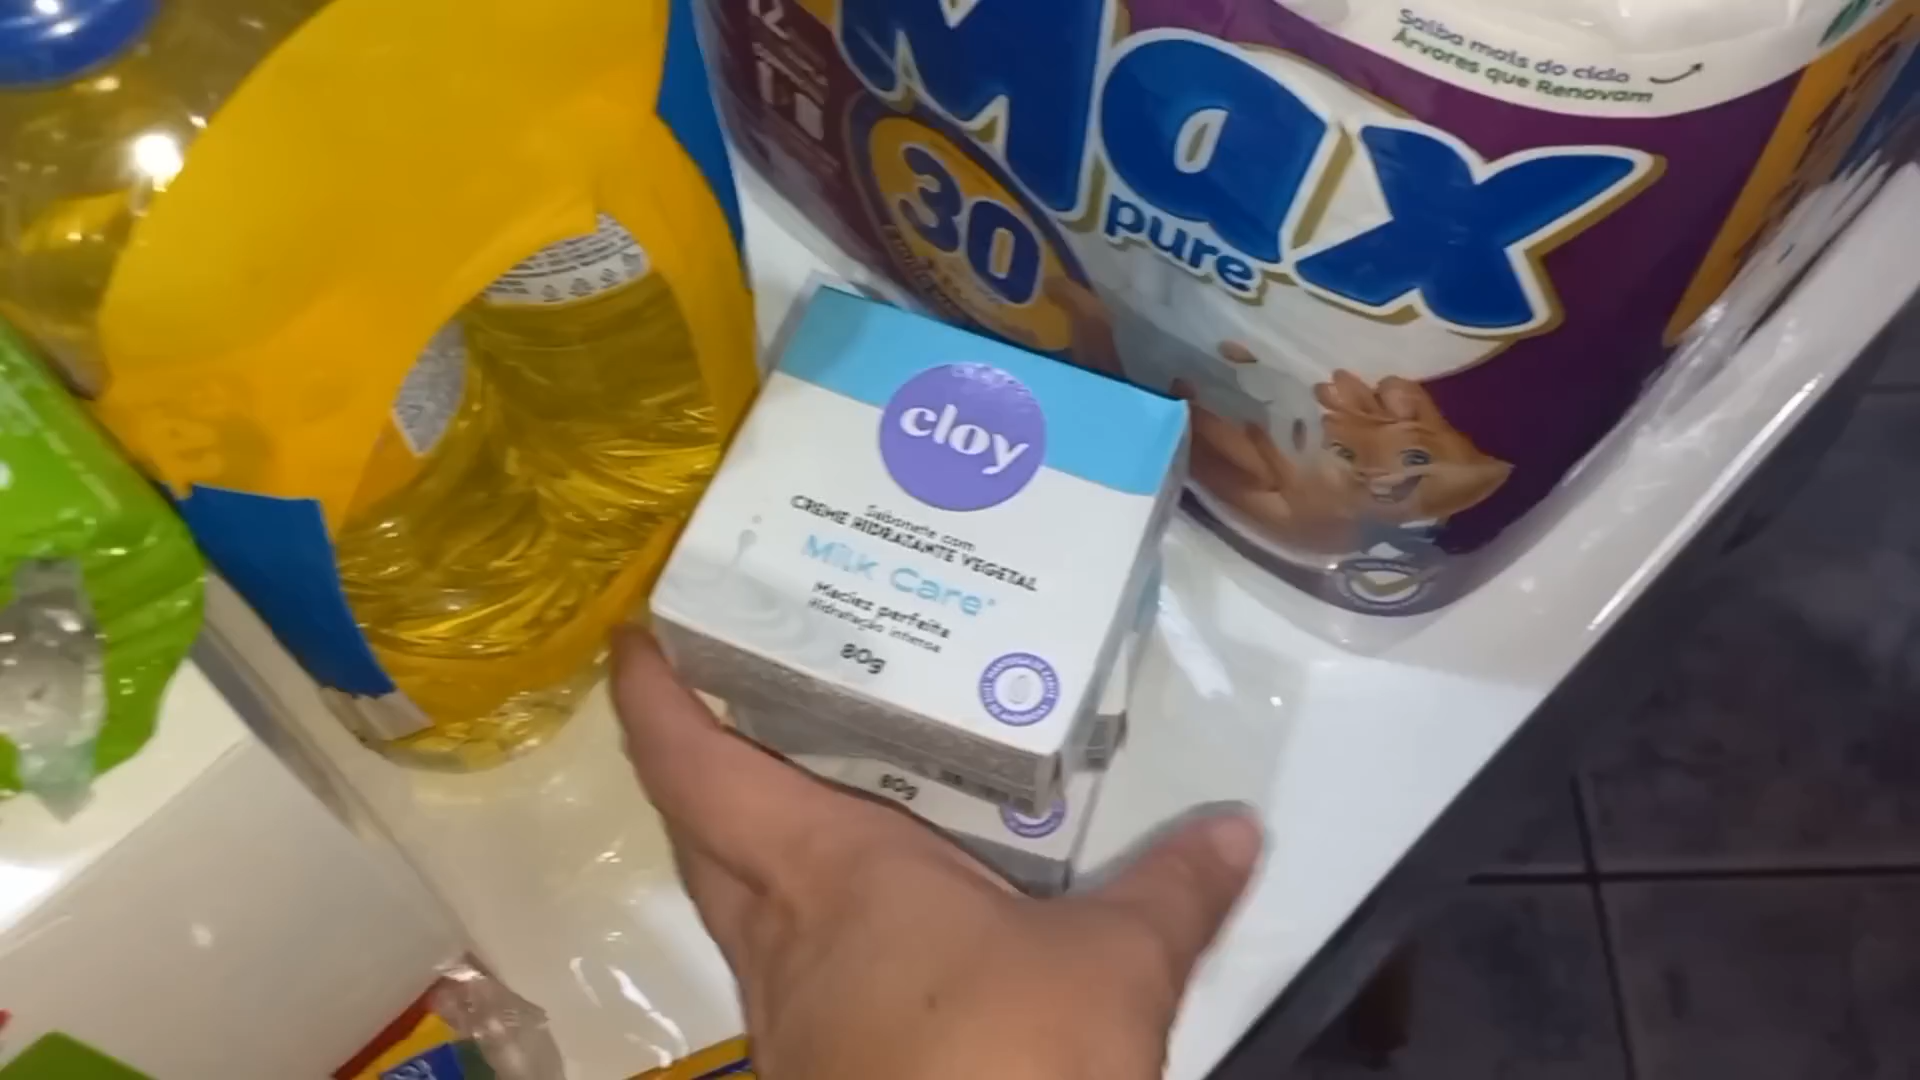 Saiba mais do ciclo
Árvores que Renovam
Max
pure
30
cloy
Sabonete com
CREME HIDRATANTE VEGETAL
Milk Care
Maciez perfeita
Hidratação intensa
80g
80g